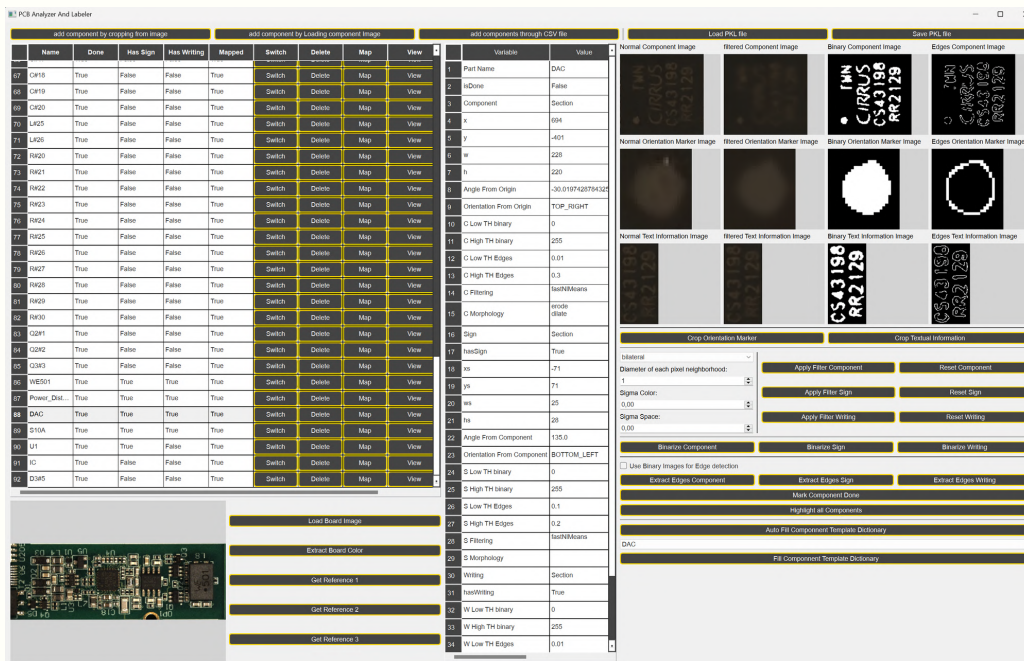 PCB Analyzer And Labeler
add component by cropping from image
add component by Loading component Image
add components through CSV file
Load PKL file
Save PKL file
Name Done Has Sign Has Writing Mapped Switch Delete Map View
67 C#18 True False False True Switch Delete Map View
68 C#19 True False False True Switch Delete Map View
69 C#20 True False False True Switch Delete Map View
70 L#25 True False False True Switch Delete Map View
71 L#26 True False False True Switch Delete Map View
72 R#20 True False False True Switch Delete Map View
73 R#21 True False False True Switch Delete Map View
74 R#22 True False False True Switch Delete Map View
75 R#23 True False False True Switch Delete Map View
76 R#24 True False False True Switch Delete Map View
77 R#25 True False False True Switch Delete Map View
78 R#26 True False False True Switch Delete Map View
79 R#27 True False False True Switch Delete Map View
80 R#28 True False False True Switch Delete Map View
81 R#29 True False False True Switch Delete Map View
82 R#30 True False False True Switch Delete Map View
83 Q2#1 True False False True Switch Delete Map View
84 Q2#2 True False False True Switch Delete Map View
85 Q3#3 True False False True Switch Delete Map View
86 WE501 True True True True Switch Delete Map View
87 Power_Dist... True True True True Switch Delete Map View
88 DAC True True True True Switch Delete Map View
89 S10A True True True True Switch Delete Map View
90 U1 True True False True Switch Delete Map View
91 IC True True False True Switch Delete Map View
92 D3#5 True False False True Switch Delete Map View
Load Board Image
Extract Board Color
Get Reference 1
Get Reference 2
Get Reference 3
Variable Value
1 Part Name DAC
2 isDone False
3 Component Section
4 x 694
5 y -401
6 w 228
7 h 220
8 Angle From Origin -30.0197428784325
9 Orientation From Origin TOP_RIGHT
10 C Low TH binary 0
11 C High TH binary 255
12 C Low TH Edges 0.01
13 C High TH Edges 0.3
14 C Filtering fastNlMeans
15 C Morphology erode
dilate
16 Sign Section
17 hasSign True
18 xs -71
19 ys 71
20 ws 25
21 hs 28
22 Angle From Component 135.0
23 Orientation From Component BOTTOM_LEFT
24 S Low TH binary 0
25 S High TH binary 255
26 S Low TH Edges 0.1
27 S High TH Edges 0.2
28 S Filtering fastNlMeans
29 S Morphology
30 Writing Section
31 hasWriting True
32 W Low TH binary 0
33 W High TH binary 255
34 W Low TH Edges 0.01
Normal Component Image
filtered Component Image
Binary Component Image
Edges Component Image
CIRRUS
CS43198
RR2129
Normal Orientation Marker Image
filtered Orientation Marker Image
Binary Orientation Marker Image
Edges Orientation Marker Image
Normal Text Information Image
filtered Text Information Image
Binary Text Information Image
Edges Text Information Image
CS43198
RR2129
Crop Orientation Marker
Crop Textual Information
bilateral
Diameter of each pixel neighborhood:
1
Sigma Color:
0,00
Sigma Space:
0,00
Apply Filter Component
Reset Component
Apply Filter Sign
Reset Sign
Apply Filter Writing
Reset Writing
Binarize Component
Binarize Sign
Binarize Writing
Use Binary Images for Edge detection
Extract Edges Component
Extract Edges Sign
Extract Edges Writing
Mark Component Done
Highlight all Components
Auto Fill Componnent Template Dictionary
DAC
Fill Componnent Template Dictionary